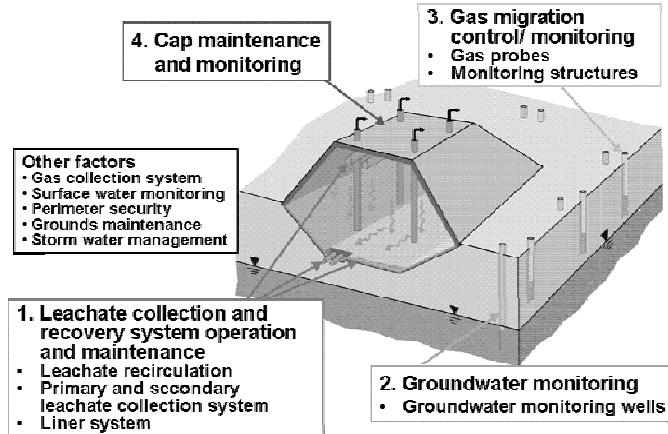 3. Gas migration
control/ monitoring
• Gas probes
• Monitoring structures
4. Cap maintenance
and monitoring
Other factors
• Gas collection system
• Surface water monitoring
• Perimeter security
• Grounds maintenance
• Storm water management
1. Leachate collection and
recovery system operation
and maintenance
• Leachate recirculation
• Primary and secondary
leachate collection system
• Liner system
2. Groundwater monitoring
• Groundwater monitoring wells